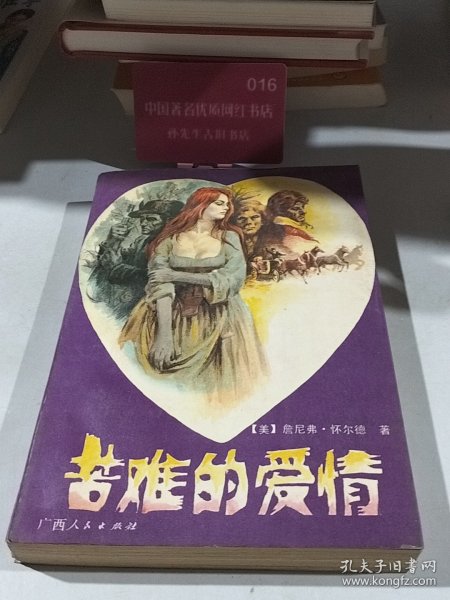 016
中国著名优质网红书店
孙先生古旧书店
【美】詹尼弗·怀尔德 著
苦难的爱情
广西人民出版社
孔夫子旧书网
www.kongfz.com